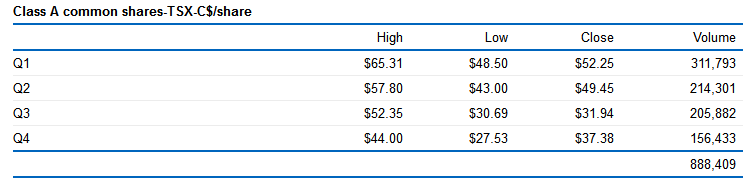 Class A common shares-TSX-C$/share
High Low Close Volume
Q1 $65.31 $48.50 $52.25 311,793
Q2 $57.80 $43.00 $49.45 214,301
Q3 $52.35 $30.69 $31.94 205,882
Q4 $44.00 $27.53 $37.38 156,433
888,409